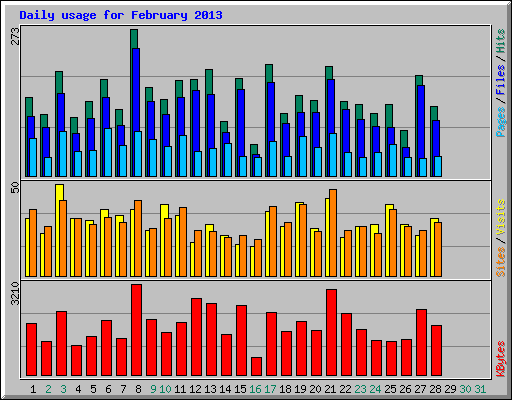 Daily usage for February 2013
273
Pages / Files / Hits
50
Sites / Visits
3210
KBytes
1 2 3 4 5 6 7 8 9 10 11 12 13 14 15 16 17 18 19 20 21 22 23 24 25 26 27 28 29 30 31